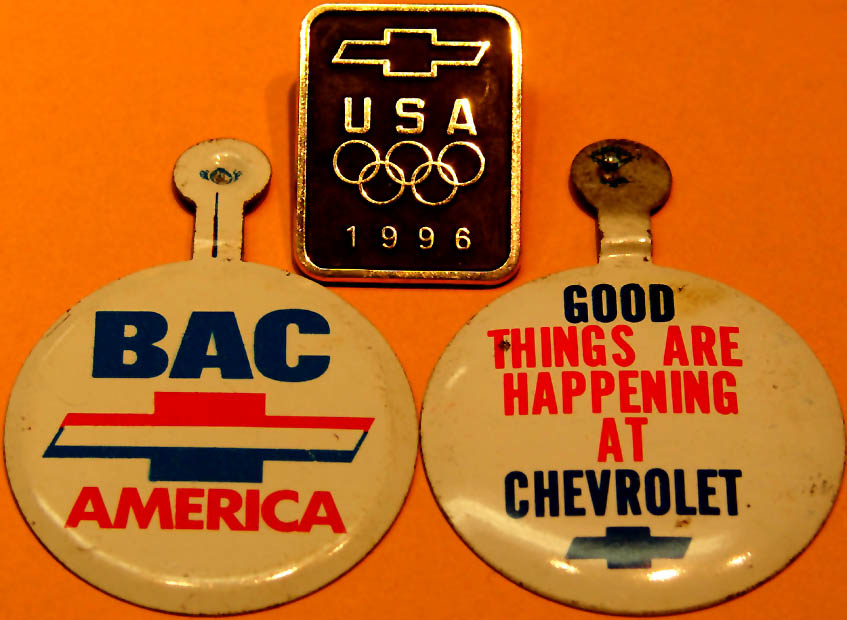 USA
1996
BAC
AMERICA
GOOD
THINGS ARE
HAPPENING
AT
CHEVROLET